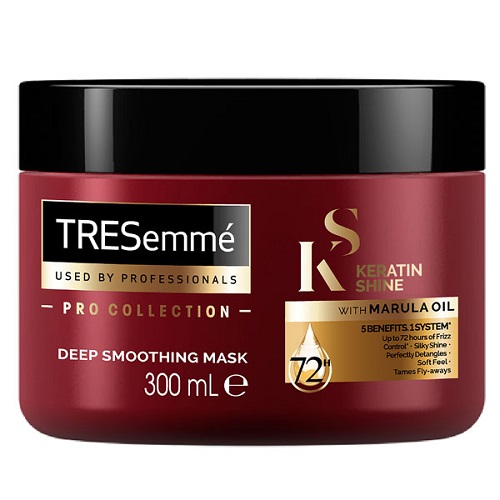 TRESemmé
USED BY PROFESSIONALS
PRO COLLECTION
DEEP SMOOTHING MASK
300 mL e
KS
KERATIN
SHINE
WITH MARULA OIL
5 BENEFITS. 1 SYSTEM*
Up to 72 hours of Frizz
Control* - Silky Shine -
Perfectly Detangles -
Soft Feel -
Tames Fly-aways
72H